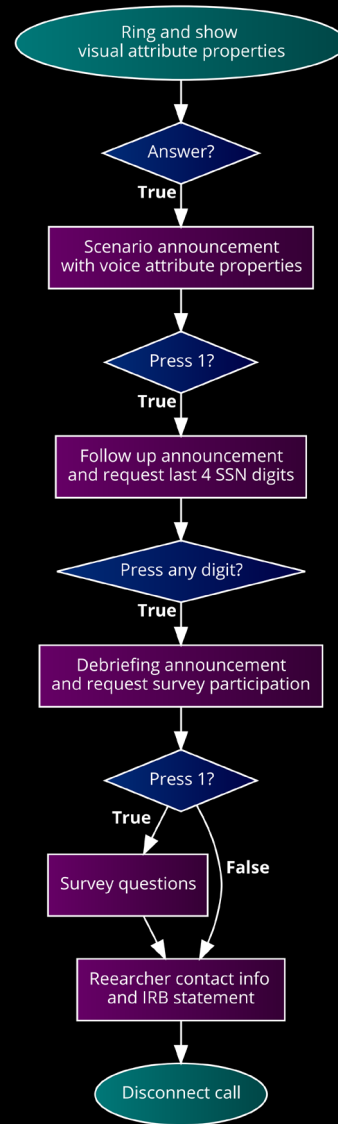 Ring and show
visual attribute properties
Answer?
True
Scenario announcement
with voice attribute properties
Press 1?
True
Follow up announcement
and request last 4 SSN digits
Press any digit?
True
Debriefing announcement
and request survey participation
Press 1?
True
False
Survey questions
Reearcher contact info
and IRB statement
Disconnect call